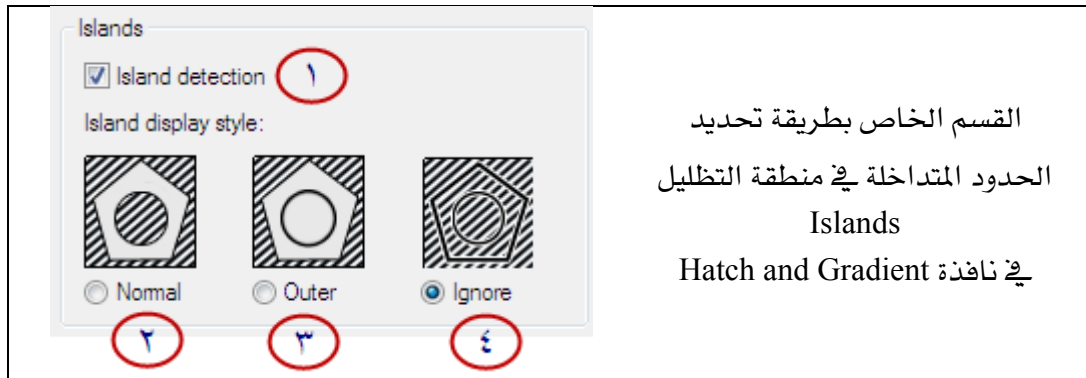 Islands
Island detection ١
Island display style:
Normal Outer Ignore
٢ ٣ ٤
القسم الخاص بطريقة تحديد
الحدود المتداخلة في منطقة التظليل
Islands
في نافذة Hatch and Gradient